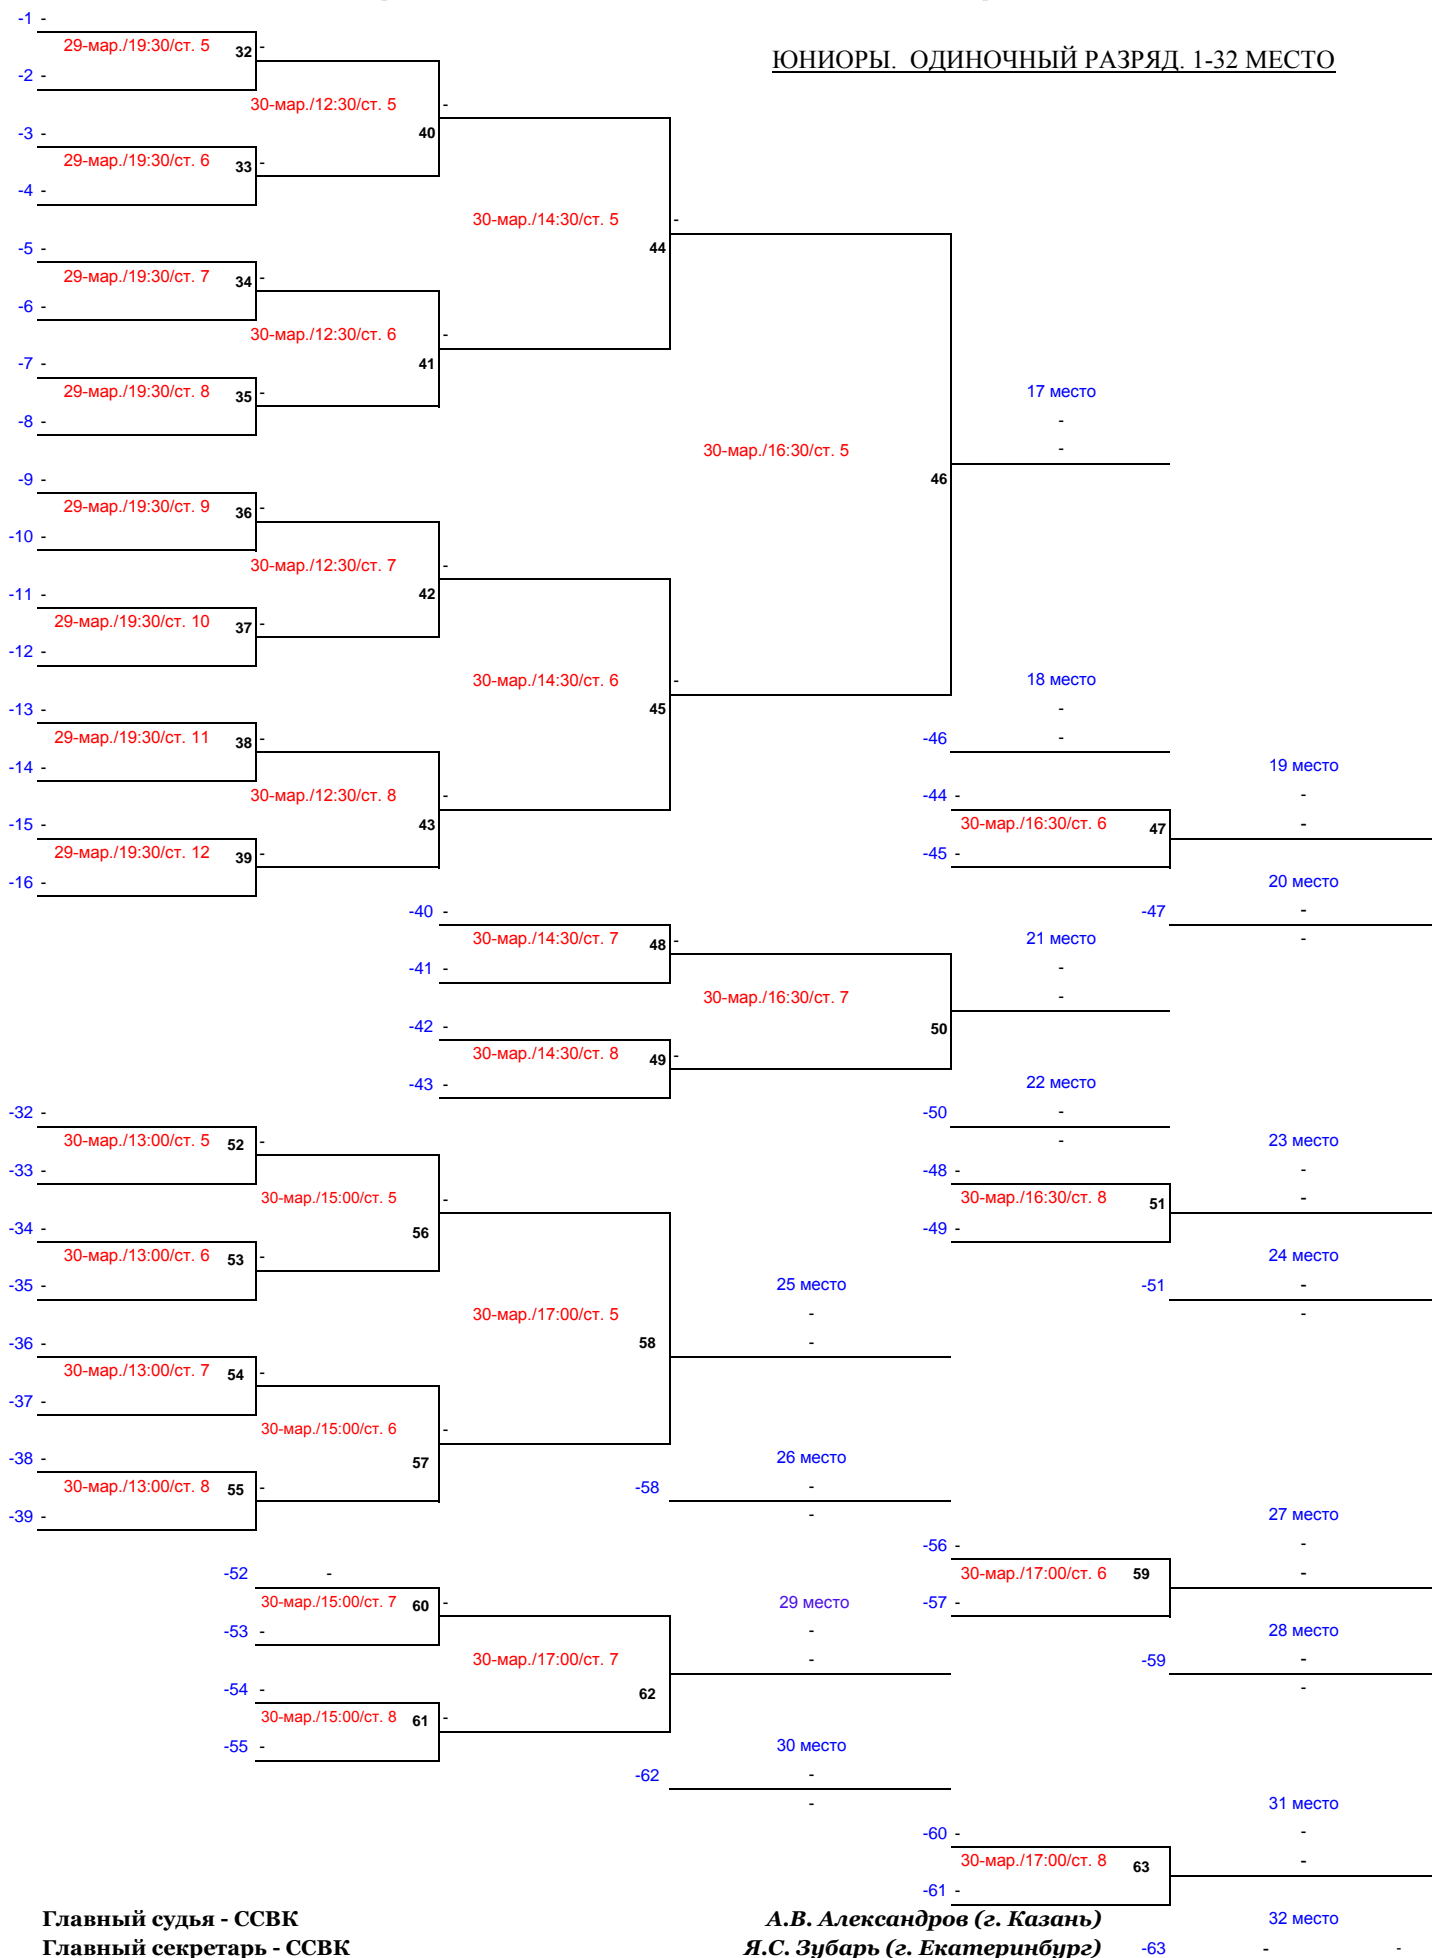 -1 -
29-мар./19:30/ст. 5 32 -
ЮНИОРЫ. ОДИНОЧНЫЙ РАЗРЯД. 1-32 МЕСТО
-2 -
30-мар./12:30/ст. 5 -
-3 - 40
29-мар./19:30/ст. 6 33 -
-4 -
30-мар./14:30/ст. 5 -
-5 - 44
29-мар./19:30/ст. 7 34 -
-6 -
30-мар./12:30/ст. 6 -
-7 - 41
29-мар./19:30/ст. 8 35 - 17 место
-8 - -
30-мар./16:30/ст. 5 -
-9 - 46
29-мар./19:30/ст. 9 36 -
-10 -
30-мар./12:30/ст. 7 -
-11 - 42
29-мар./19:30/ст. 10 37 -
-12 -
30-мар./14:30/ст. 6 - 18 место
-13 - 45 -
29-мар./19:30/ст. 11 38 - -46 -
-14 - 19 место
30-мар./12:30/ст. 8 - -44 - -
-15 - 43 30-мар./16:30/ст. 6 47 -
29-мар./19:30/ст. 12 39 - -45 -
-16 - 20 место
-40 - -47 -
30-мар./14:30/ст. 7 48 - 21 место -
-41 - -
30-мар./16:30/ст. 7 -
-42 - 50
30-мар./14:30/ст. 8 49 -
-43 - 22 место
-32 - -50 -
30-мар./13:00/ст. 5 52 - - 23 место
-33 - -48 - -
30-мар./15:00/ст. 5 - 30-мар./16:30/ст. 8 51 -
-34 - 56 -49 -
30-мар./13:00/ст. 6 53 - 24 место
-35 - 25 место -51 -
30-мар./17:00/ст. 5 - -
-36 - 58 -
30-мар./13:00/ст. 7 54 -
-37 -
30-мар./15:00/ст. 6 -
-38 - 57 26 место
30-мар./13:00/ст. 8 55 - -58 -
-39 - - 27 место
-56 - -
-52 - 30-мар./17:00/ст. 6 59 -
30-мар./15:00/ст. 7 60 - 29 место -57 -
-53 - - 28 место
30-мар./17:00/ст. 7 - -59 -
-54 - 62 -
30-мар./15:00/ст. 8 61 -
-55 - 30 место
-62 -
- 31 место
-60 - -
30-мар./17:00/ст. 8 63 -
-61 -
Главный судья - ССВК А.В. Александров (г. Казань) 32 место
Главный секретарь - ССВК Я.С. Зубарь (г. Екатеринбург) -63 - -